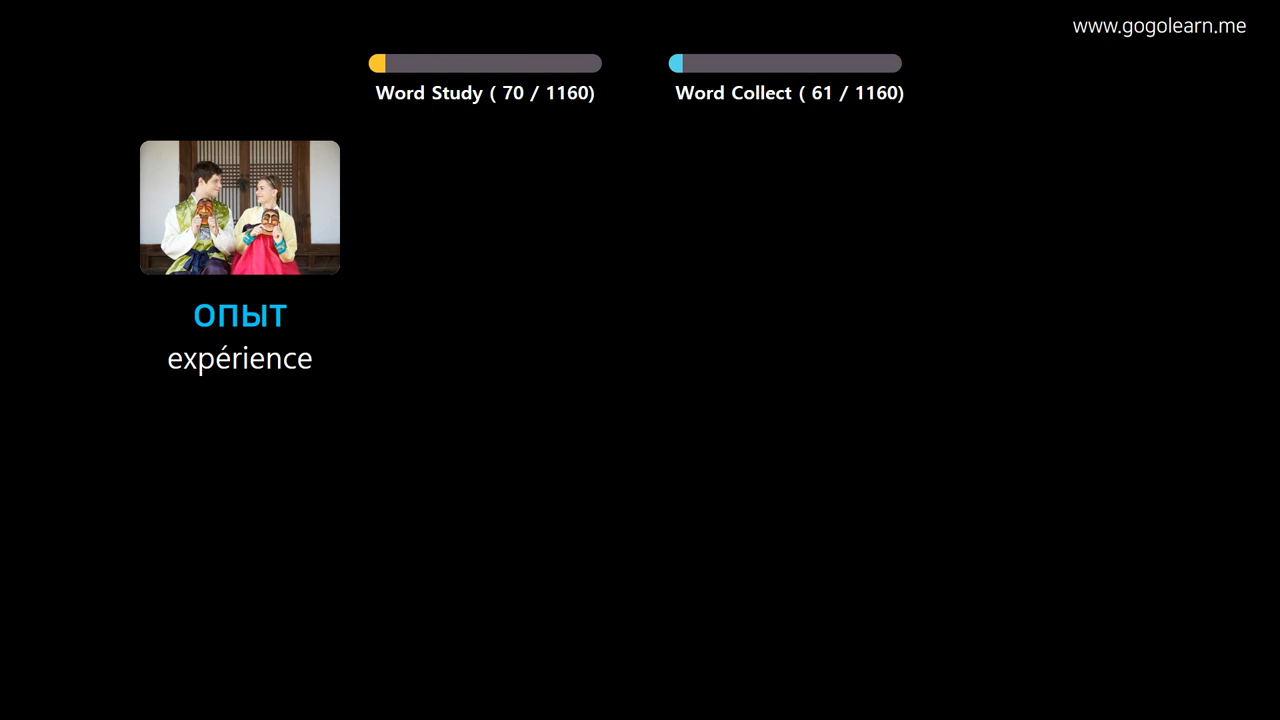 www.gogolearn.me
Word Study ( 70 / 1160)
Word Collect ( 61 / 1160)
опыт
expérience